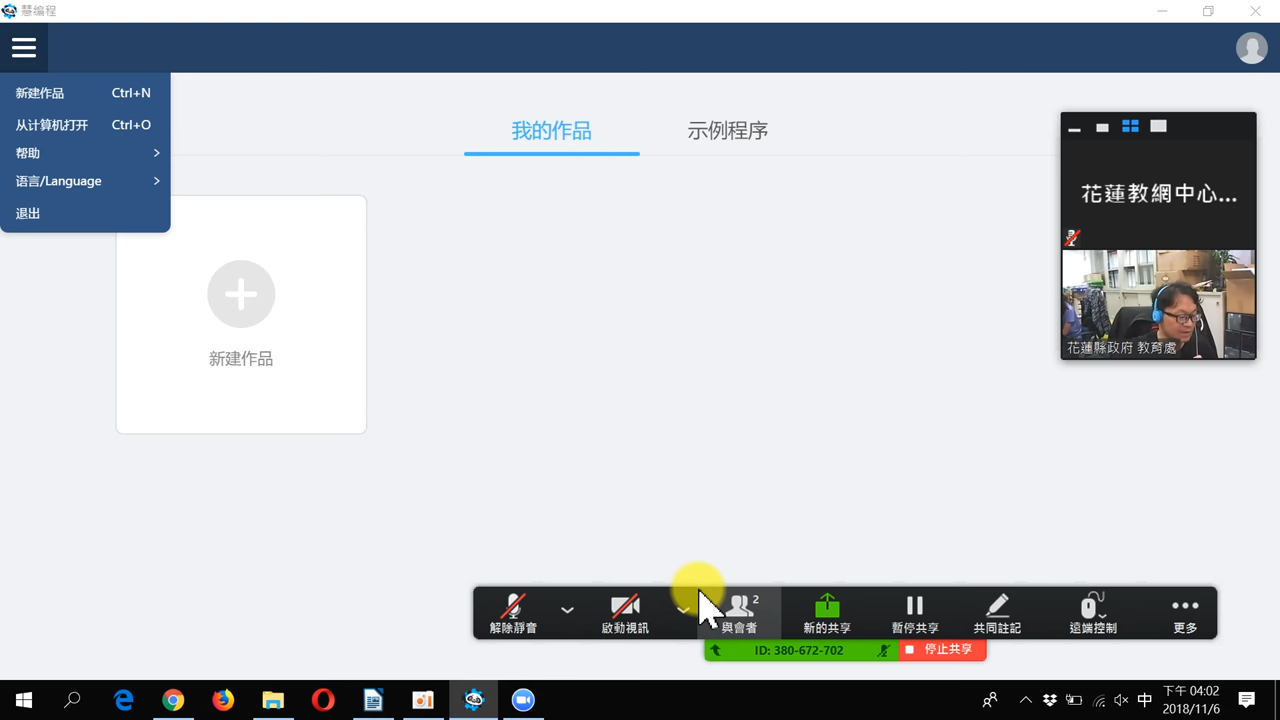 慧编程
新建作品 Ctrl+N
从计算机打开 Ctrl+O
帮助
语言/Language
退出
我的作品 示例程序
新建作品
花蓮教網中心...
花蓮縣政府 教育處
解除靜音 啟動視訊 與會者 2 新的共享 暫停共享 共同註記 遠端控制 更多
ID: 380-672-702 停止共享
中 下午 04:02
2018/11/6